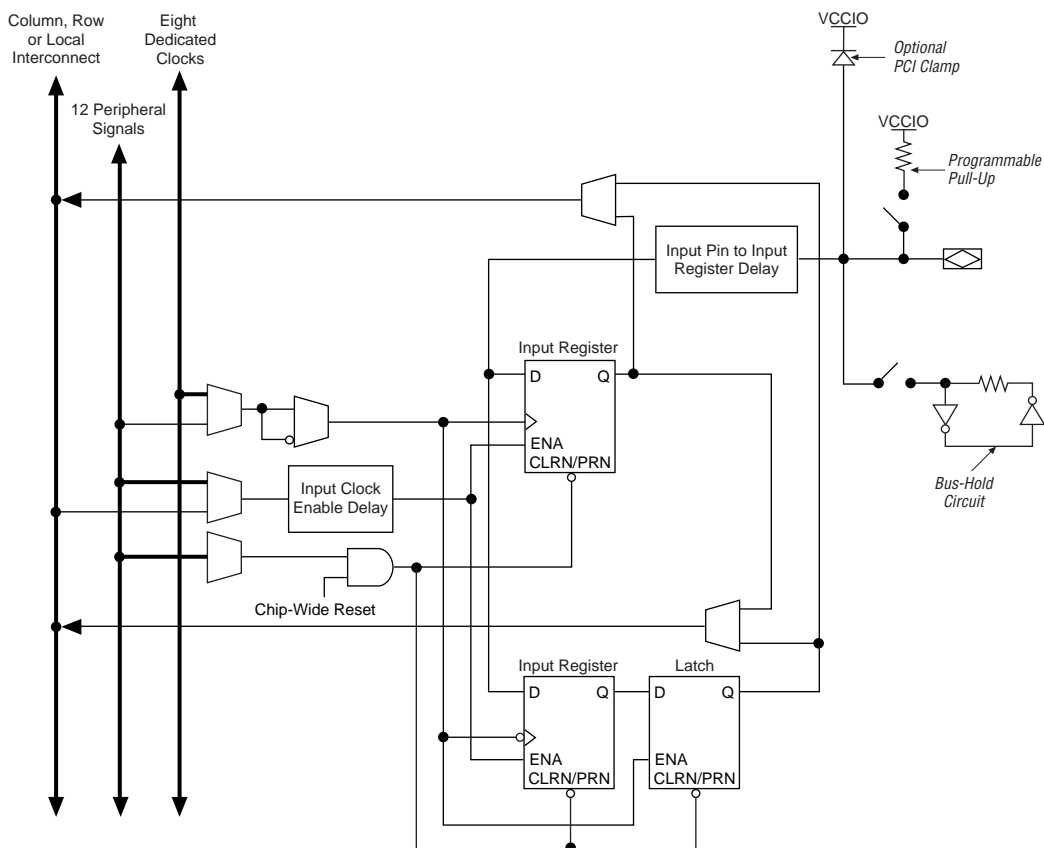 Column, Row
or Local
Interconnect
Eight
Dedicated
Clocks
12 Peripheral
Signals
VCCIO
Optional
PCI Clamp
VCCIO
Programmable
Pull-Up
Input Pin to Input
Register Delay
Input Register
D
Q
ENA
CLRN/PRN
Input Clock
Enable Delay
Bus-Hold
Circuit
Chip-Wide Reset
Input Register
D
Q
ENA
CLRN/PRN
Latch
D
Q
ENA
CLRN/PRN